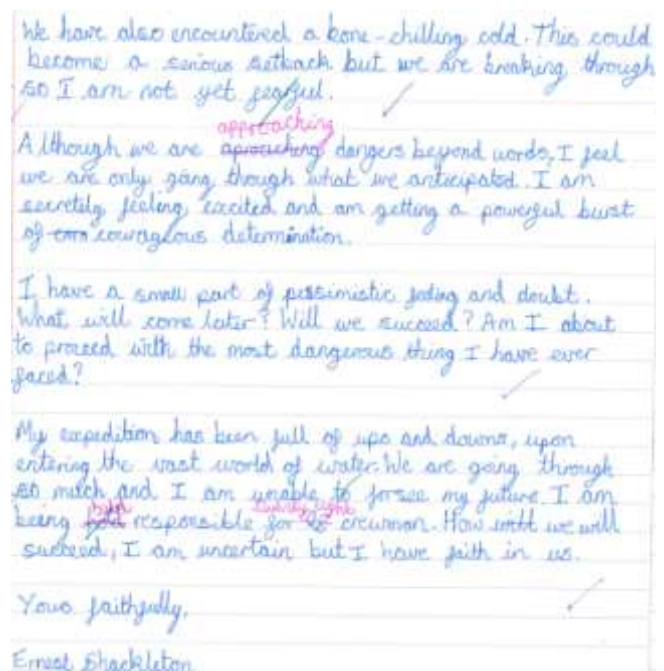 We have also encountered a bone-chilling cold. This could
become a serious setback but we are breaking through
so I am not yet fearful.
approaching
Although we are aproaching dangers beyond words, I feel
we are only going though what we anticipated. I am
secretly feeling excited and am getting a powerful burst
of courageous determination.
I have a small part of pessimistic feeling and doubt.
What will come later? Will we succeed? Am I about
to proceed with the most dangerous thing I have ever
faced?
My expedition has been full of ups and downs, upon
entering the vast world of water. We are going through
so much and I am unable to forsee my future. I am
held twenty eight
being responsible for crewman. How we will
succeed, I am uncertain but I have faith in us.
Yous faithfully,
Ernest Shackleton